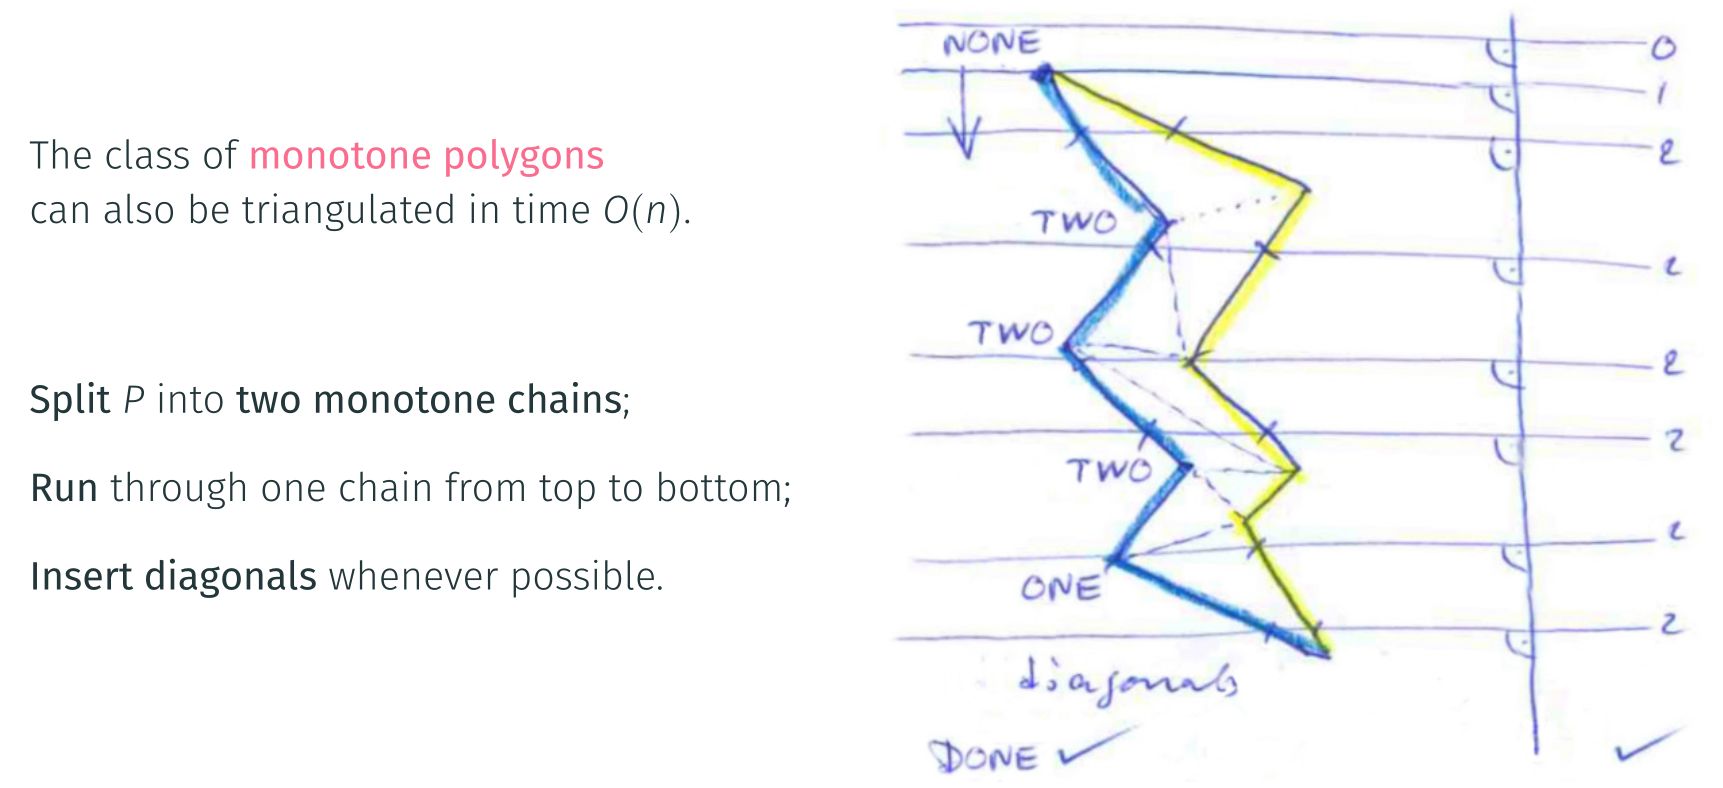 The class of monotone polygons
can also be triangulated in time O(n).
Split P into two monotone chains;
Run through one chain from top to bottom;
Insert diagonals whenever possible.
NONE
0
1
2
TWO
2
TWO
2
2
TWO
2
ONE
2
diagonals
DONE ✓
✓